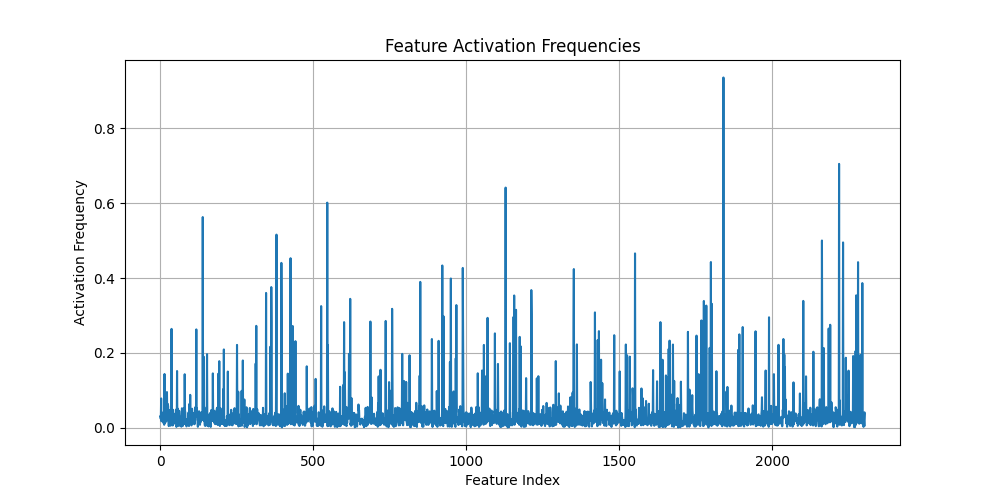 Feature Activation Frequencies
Activation Frequency
0.8
0.6
0.4
0.2
0.0
0 500 1000 1500 2000
Feature Index